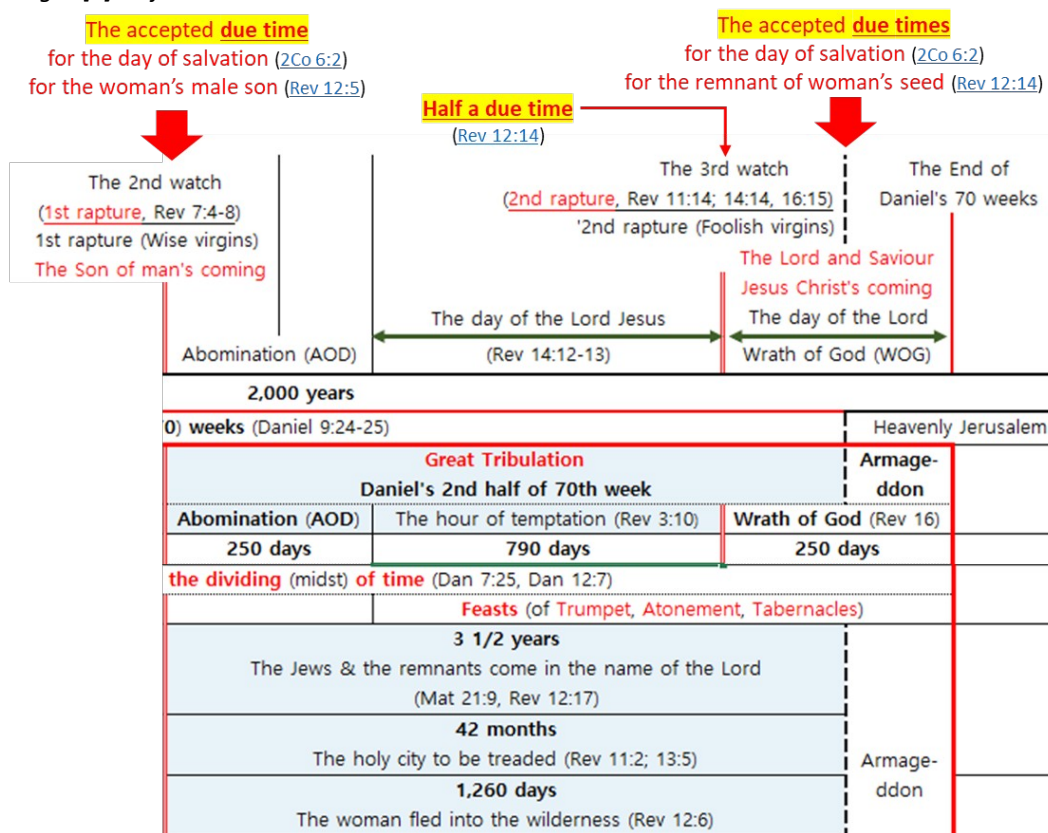 The accepted due time
for the day of salvation (2Co 6:2)
for the woman's male son (Rev 12:5)
The accepted due times
for the day of salvation (2Co 6:2)
for the remnant of woman's seed (Rev 12:14)
Half a due time
(Rev 12:14)
The 2nd watch
(1st rapture, Rev 7:4-8)
1st rapture (Wise virgins)
The Son of man's coming
The 3rd watch
(2nd rapture, Rev 11:14; 14:14, 16:15)
'2nd rapture (Foolish virgins)
The End of
Daniel's 70 weeks
The Lord and Saviour
Jesus Christ's coming
The day of the Lord Jesus
(Rev 14:12-13)
The day of the Lord
Wrath of God (WOG)
Abomination (AOD)
2,000 years
0) weeks (Daniel 9:24-25)
Heavenly Jerusalem
Great Tribulation
Daniel's 2nd half of 70th week
Armage-
ddon
Abomination (AOD)
The hour of temptation (Rev 3:10)
Wrath of God (Rev 16)
250 days
790 days
250 days
the dividing (midst) of time (Dan 7:25, Dan 12:7)
Feasts (of Trumpet, Atonement, Tabernacles)
3 1/2 years
The Jews & the remnants come in the name of the Lord
(Mat 21:9, Rev 12:17)
42 months
The holy city to be treaded (Rev 11:2; 13:5)
Armage-
ddon
1,260 days
The woman fled into the wilderness (Rev 12:6)